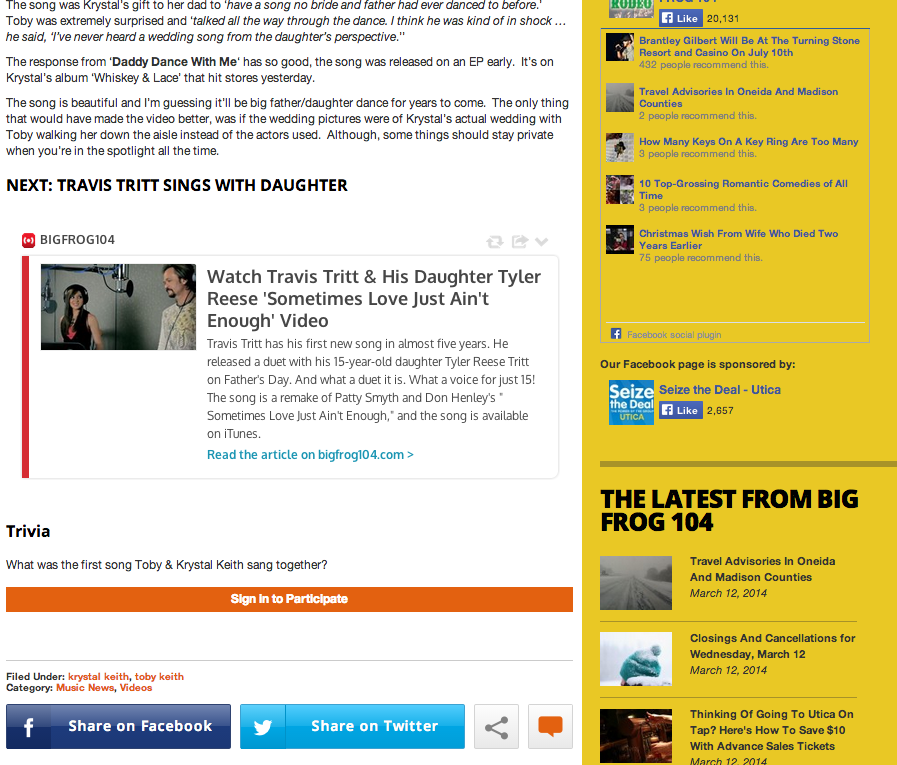 The song was Krystal's gift to her dad to 'have a song no bride and father had ever danced to before.'
Toby was extremely surprised and 'talked all the way through the dance. I think he was kind of in shock …
he said, 'I've never heard a wedding song from the daughter's perspective.''
The response from 'Daddy Dance With Me' has so good, the song was released on an EP early. It's on
Krystal's album 'Whiskey & Lace' that hit stores yesterday.
The song is beautiful and I'm guessing it'll be big father/daughter dance for years to come. The only thing
that would have made the video better, was if the wedding pictures were of Krystal's actual wedding with
Toby walking her down the aisle instead of the actors used. Although, some things should stay private
when you're in the spotlight all the time.
NEXT: TRAVIS TRITT SINGS WITH DAUGHTER
BIGFROG104
Watch Travis Tritt & His Daughter Tyler
Reese 'Sometimes Love Just Ain't
Enough' Video
Travis Tritt has his first new song in almost five years. He
released a duet with his 15-year-old daughter Tyler Reese Tritt
on Father's Day. And what a duet it is. What a voice for just 15!
The song is a remake of Patty Smyth and Don Henley's "
Sometimes Love Just Ain't Enough," and the song is available
on iTunes.
Read the article on bigfrog104.com >
Trivia
What was the first song Toby & Krystal Keith sang together?
Sign In to Participate
Filed Under: krystal keith, toby keith
Category: Music News, Videos
Share on Facebook
Share on Twitter
RODEO
FROG 104
Like 20,131
Brantley Gilbert Will Be At The Turning Stone
Resort and Casino On July 10th
432 people recommend this.
Travel Advisories In Oneida And Madison
Counties
2 people recommend this.
How Many Keys On A Key Ring Are Too Many
3 people recommend this.
10 Top-Grossing Romantic Comedies of All
Time
3 people recommend this.
Christmas Wish From Wife Who Died Two
Years Earlier
75 people recommend this.
Facebook social plugin
Our Facebook page is sponsored by:
Seize
the Deal
UTICA
Seize the Deal - Utica
Like 2,657
THE LATEST FROM BIG
FROG 104
Travel Advisories In Oneida
And Madison Counties
March 12, 2014
Closings And Cancellations for
Wednesday, March 12
March 12, 2014
Thinking Of Going To Utica On
Tap? Here's How To Save $10
With Advance Sales Tickets
March 12, 2014